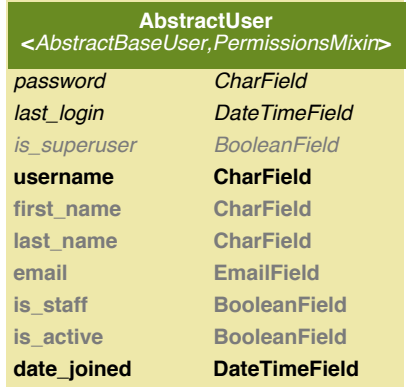 AbstractUser
<AbstractBaseUser,PermissionsMixin>
password CharField
last_login DateTimeField
is_superuser BooleanField
username CharField
first_name CharField
last_name CharField
email EmailField
is_staff BooleanField
is_active BooleanField
date_joined DateTimeField